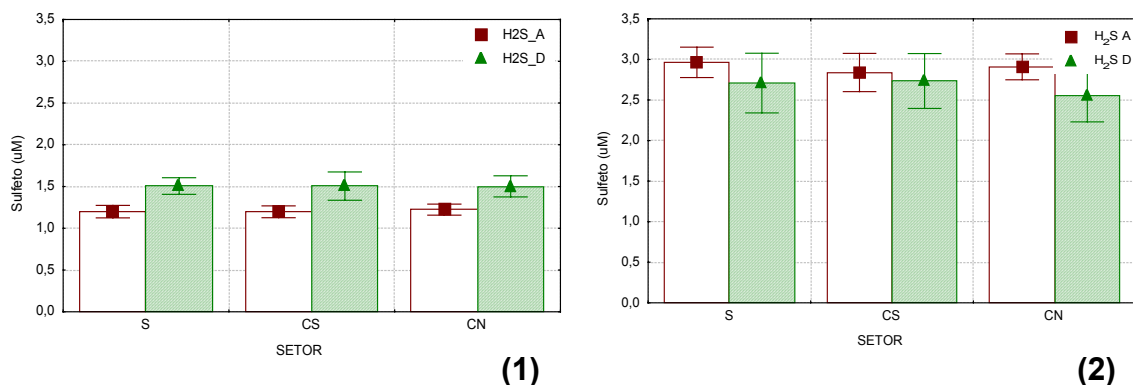 3,5
3,0
2,5
2,0
1,5
1,0
0,5
0,0
Sulfeto (uM)
H2S_A
H2S_D
S CS CN
SETOR
(1)
3,5
3,0
2,5
2,0
1,5
1,0
0,5
0,0
Sulfeto (uM)
H₂S A
H₂S D
S CS CN
SETOR
(2)